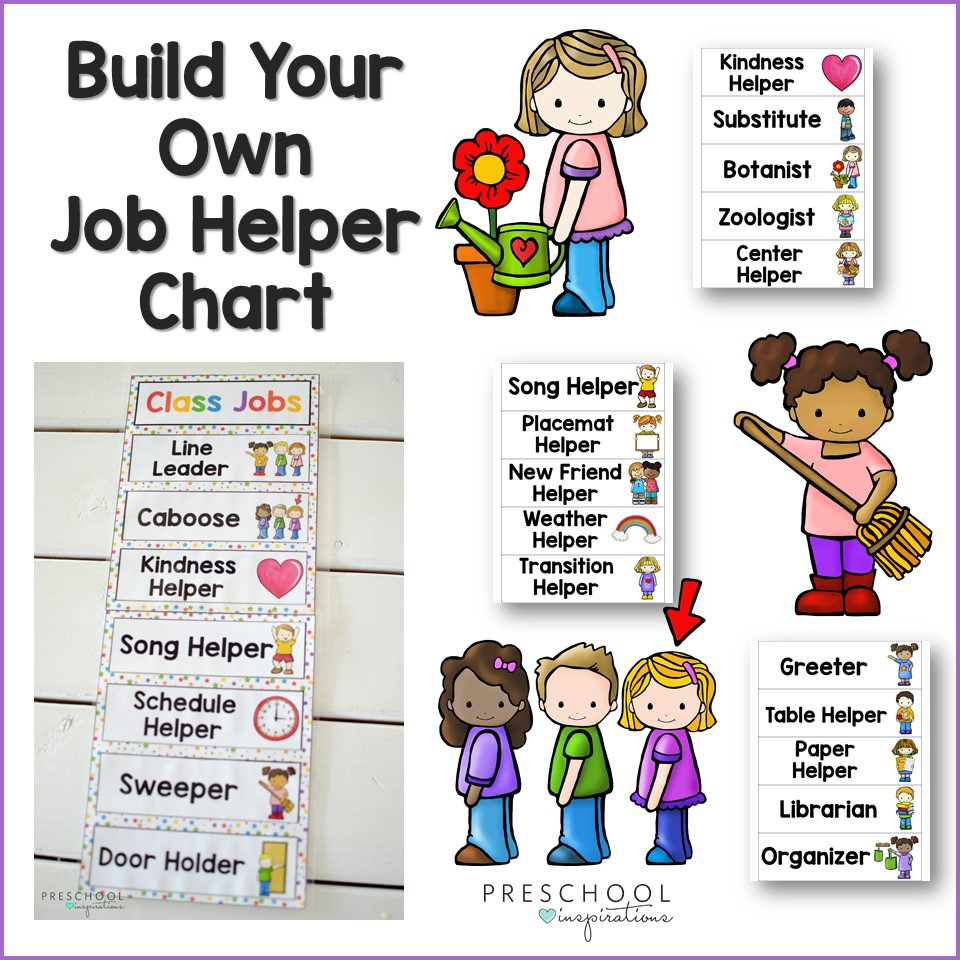 Build Your
Own
Job Helper
Chart
Kindness
Helper
Substitute
Botanist
Zoologist
Center
Helper
Class Jobs
Line
Leader
Caboose
Kindness
Helper
Song Helper
Schedule
Helper
Sweeper
Door Holder
PRESCHOOL
inspirations
Song Helper
Placemat
Helper
New Friend
Helper
Weather
Helper
Transition
Helper
Greeter
Table Helper
Paper
Helper
Librarian
Organizer
PRESCHOOL
inspirations